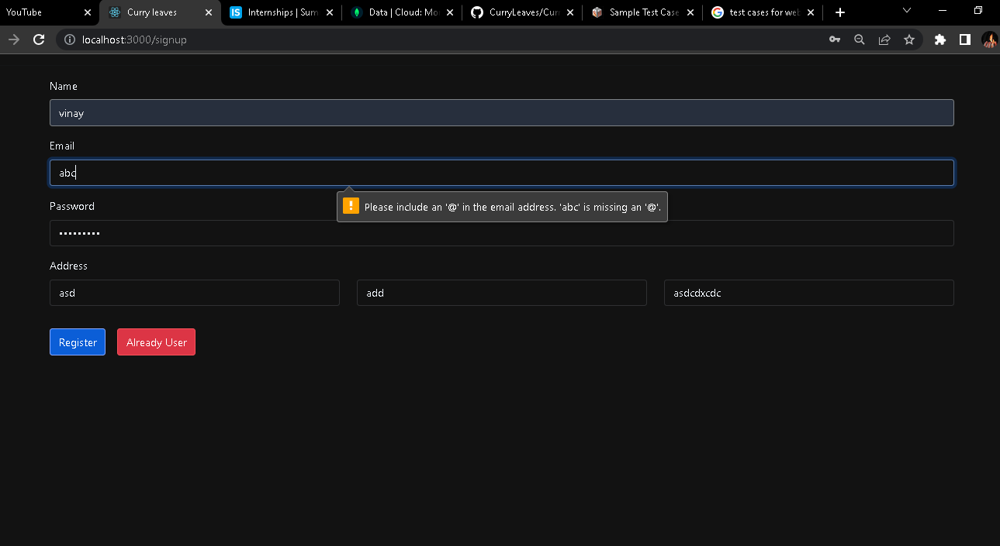 YouTube
Curry leaves
Internships | Sum
Data | Cloud: Mo
CurryLeaves/Curr
Sample Test Case
test cases for web
localhost:3000/signup
Name
vinay
Email
abc
Please include an '@' in the email address. 'abc' is missing an '@'.
Password
•••••••••
Address
asd
add
asdcdxcdc
Register
Already User